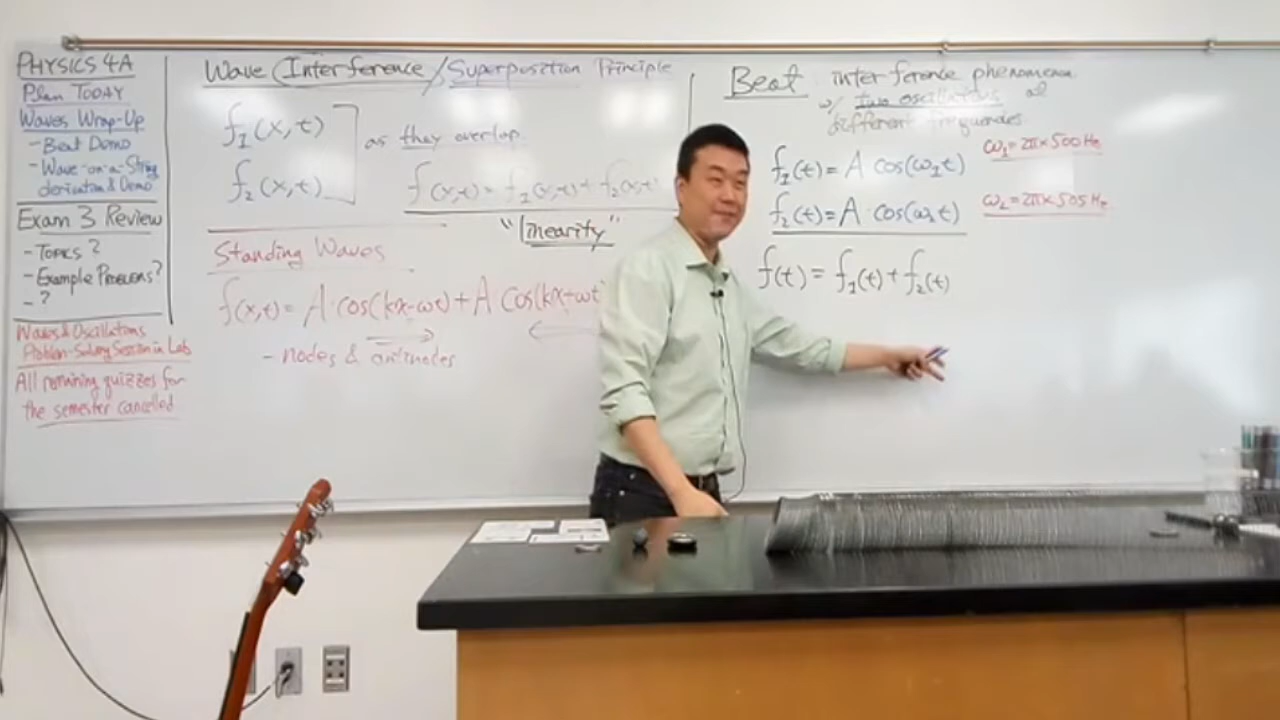 PHYSICS 4A
Plan TODAY
Waves Wrap-Up
- Beat Demo
- Wave-on-a-String
derivation & Demo
Exam 3 Review
- TOPICS?
- Example PROBLEMS?
- ?
Waves & Oscillations
Problem-Solving Session in Lab
All remaining quizzes for
the semester cancelled
Wave (Interference/Superposition Principle
f₁(x,t)
f₂(x,t)
as they overlap.
f(x,t) = f₁(x,t) + f₂(x,t)
"Linearity"
Standing Waves
f(x,t) = A·cos(kx-ωt) + A cos(kx+ωt)
- nodes & antinodes
Beat interference phenomenon
w/ two oscillators at
different frequencies
f₁(t) = A cos(ω₁t)
f₂(t) = A·cos(ω₂t)
f(t) = f₁(t) + f₂(t)
ω₁ = 2π×500 Hz
ω₂ = 2π×505 Hz